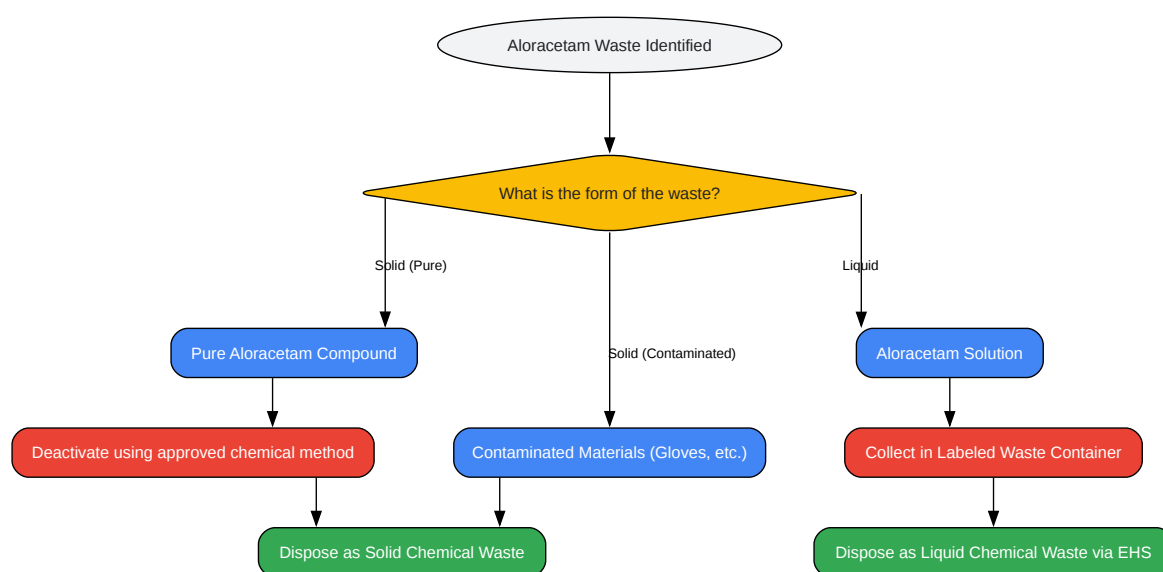 Aloracetam Waste Identified
What is the form of the waste?
Solid (Pure)
Liquid
Pure Aloracetam Compound
Solid (Contaminated)
Aloracetam Solution
Deactivate using approved chemical method
Contaminated Materials (Gloves, etc.)
Collect in Labeled Waste Container
Dispose as Solid Chemical Waste
Dispose as Liquid Chemical Waste via EHS